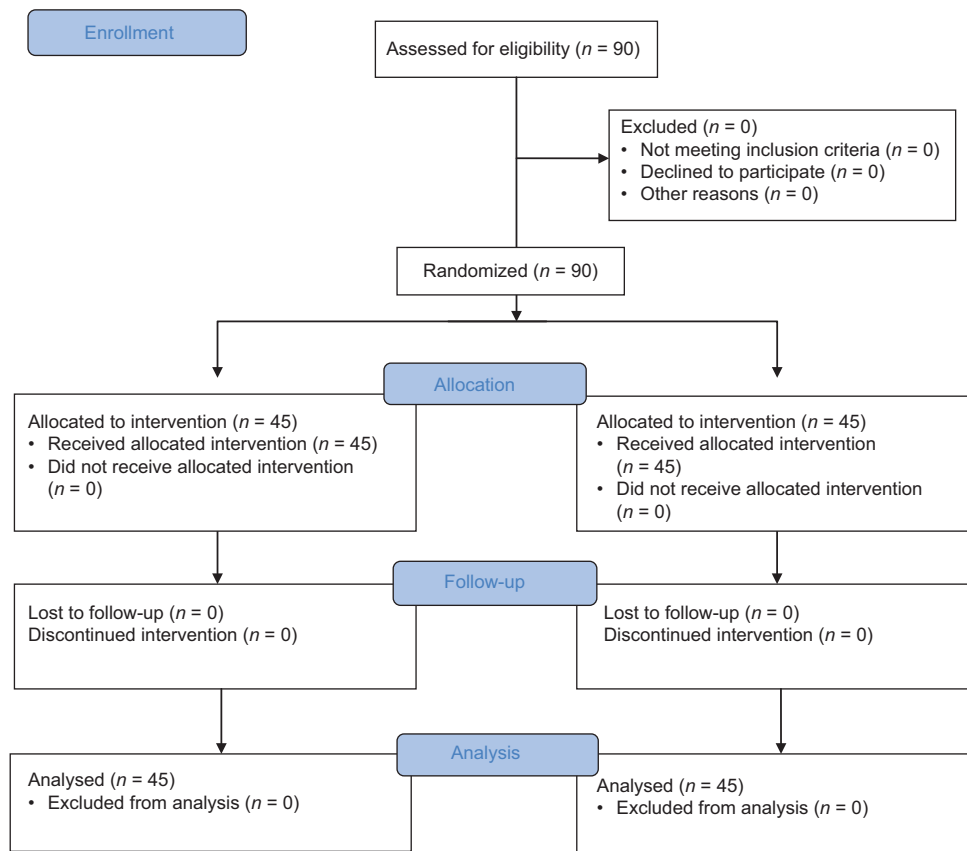 Enrollment
Assessed for eligibility (n = 90)
Excluded (n = 0)
• Not meeting inclusion criteria (n = 0)
• Declined to participate (n = 0)
• Other reasons (n = 0)
Randomized (n = 90)
Allocation
Allocated to intervention (n = 45)
• Received allocated intervention (n = 45)
• Did not receive allocated intervention
(n = 0)
Allocated to intervention (n = 45)
• Received allocated intervention
(n = 45)
• Did not receive allocated intervention
(n = 0)
Follow-up
Lost to follow-up (n = 0)
Discontinued intervention (n = 0)
Lost to follow-up (n = 0)
Discontinued intervention (n = 0)
Analysis
Analysed (n = 45)
• Excluded from analysis (n = 0)
Analysed (n = 45)
• Excluded from analysis (n = 0)